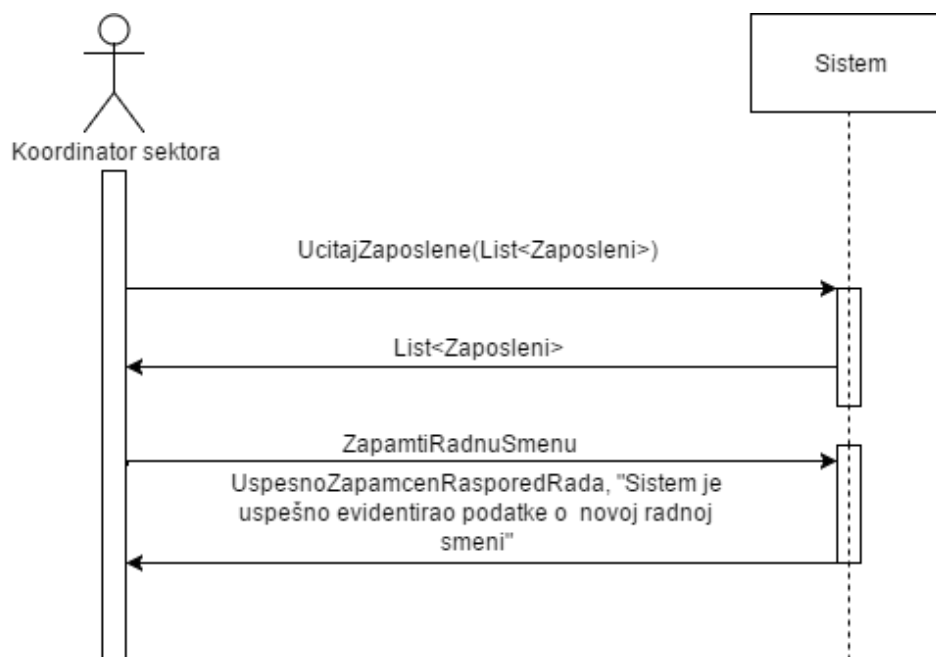 Sistem
Koordinator sektora
UcitajZaposlene(List<Zaposleni>)
List<Zaposleni>
ZapamtiRadnuSmenu
UspesnoZapamcenRasporedRada, "Sistem je
uspešno evidentirao podatke o novoj radnoj
smeni"